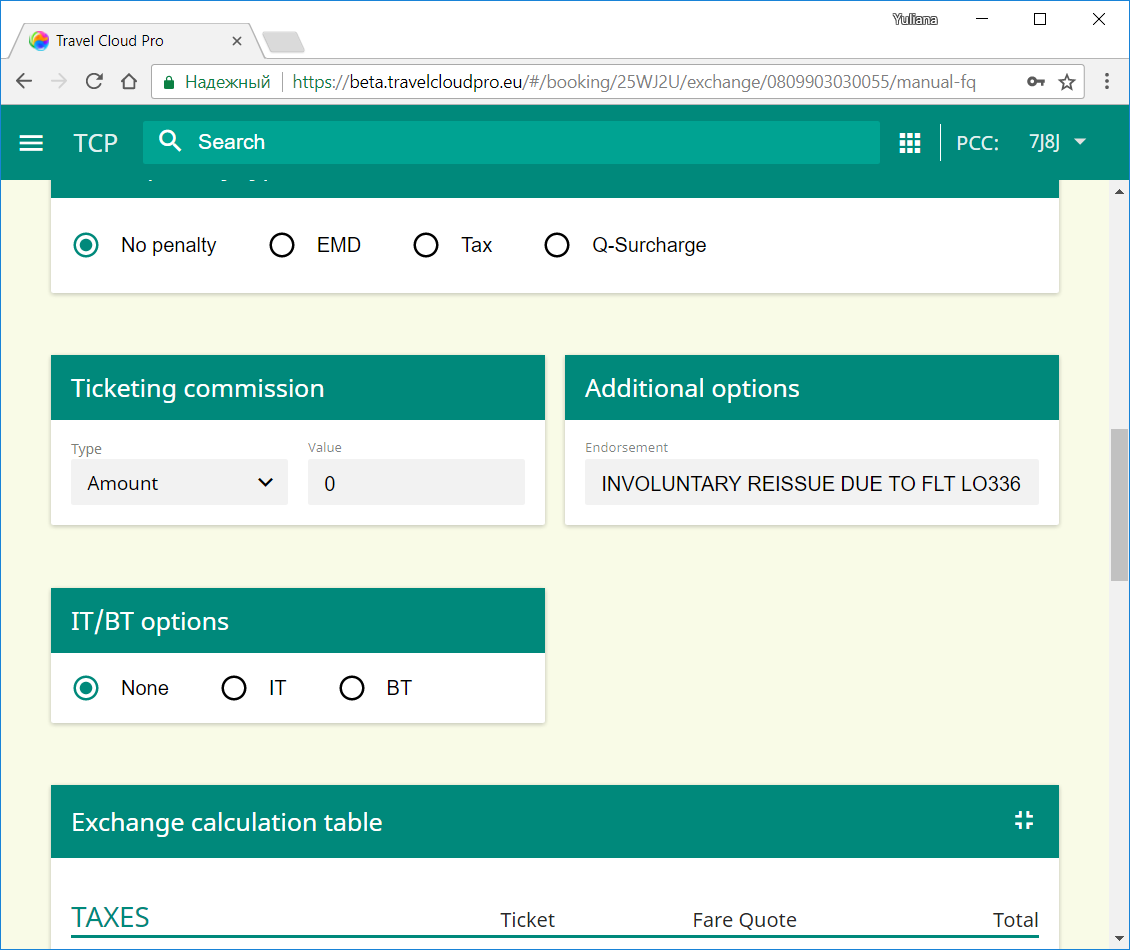 Yuliana
Travel Cloud Pro
Надежный https://beta.travelcloudpro.eu/#/booking/25WJ2U/exchange/0809903030055/manual-fq
TCP Search PCC: 7J8J
No penalty EMD Tax Q-Surcharge
Ticketing commission
Type Value
Amount 0
Additional options
Endorsement
INVOLUNTARY REISSUE DUE TO FLT LO336
IT/BT options
None IT BT
Exchange calculation table
TAXES Ticket Fare Quote Total